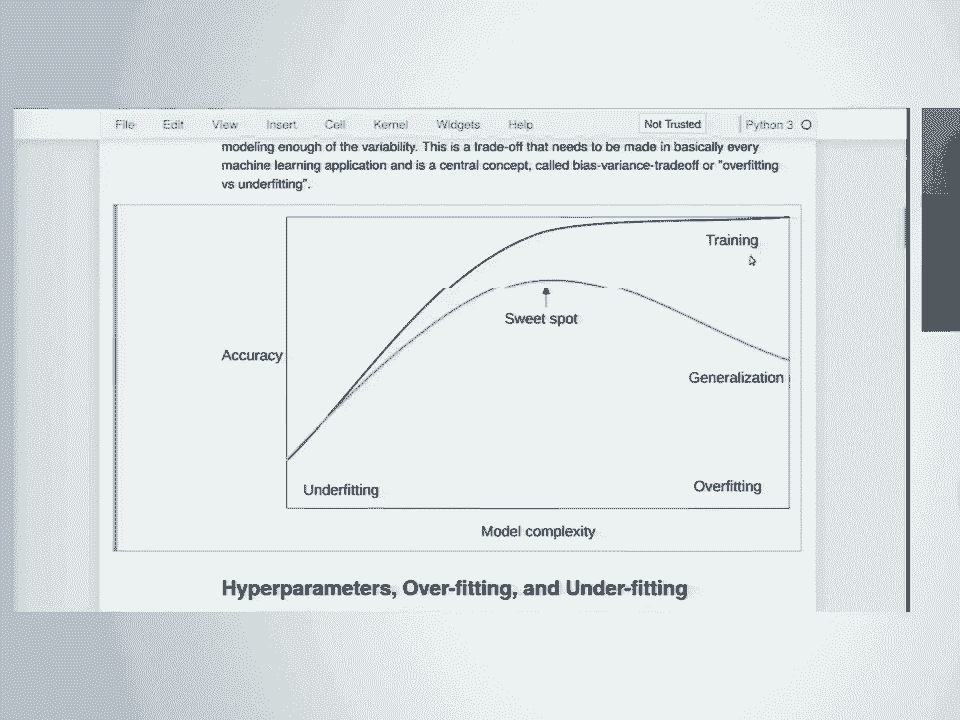 File Edit View Insert Cell Kernel Widgets Help Not Trusted Python 3
modeling enough of the variability. This is a trade-off that needs to be made in basically every
machine learning application and is a central concept, called bias-variance-tradeoff or "overfitting
vs underfitting".
Training
Sweet spot
Accuracy
Generalization
Underfitting
Overfitting
Model complexity
Hyperparameters, Over-fitting, and Under-fitting